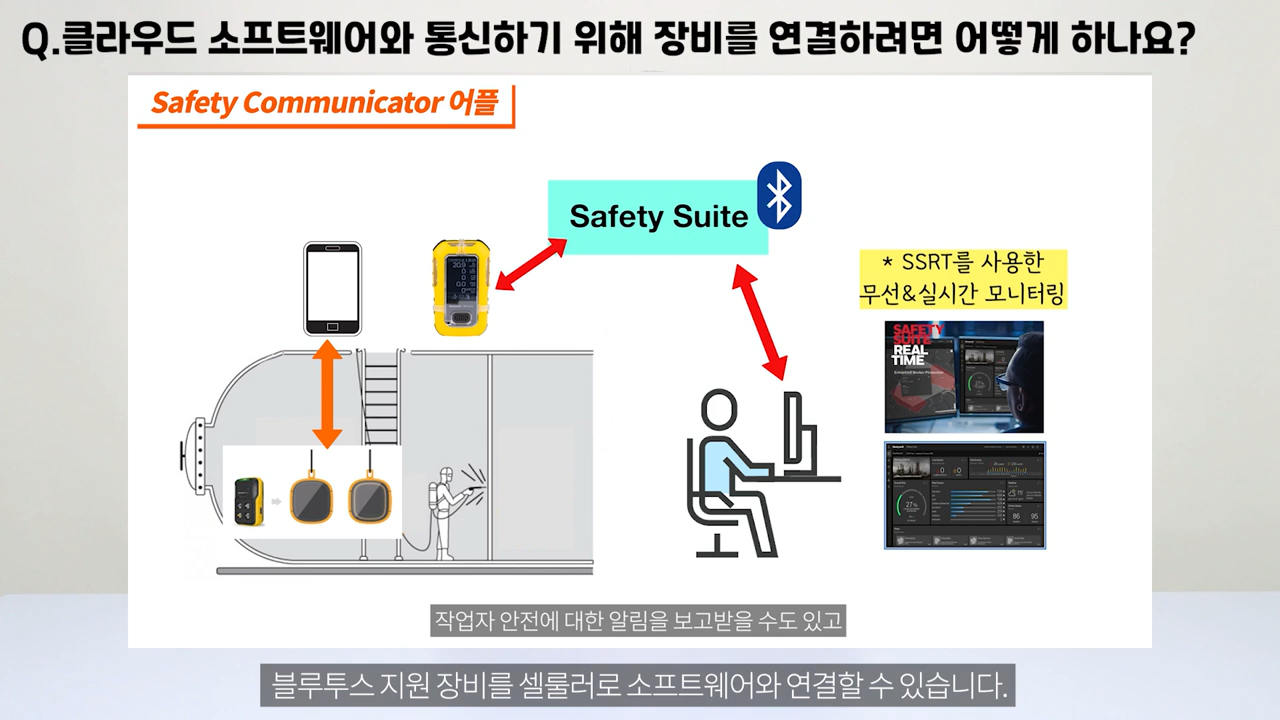 Q.클라우드 소프트웨어와 통신하기 위해 장비를 연결하려면 어떻게 하나요?
Safety Communicator 어플
Safety Suite
* SSRT를 사용한
무선&실시간 모니터링
SAFETY
SUITE
REAL
TIME
작업자 안전에 대한 알림을 보고받을 수도 있고
블루투스 지원 장비를 셀룰러로 소프트웨어와 연결할 수 있습니다.